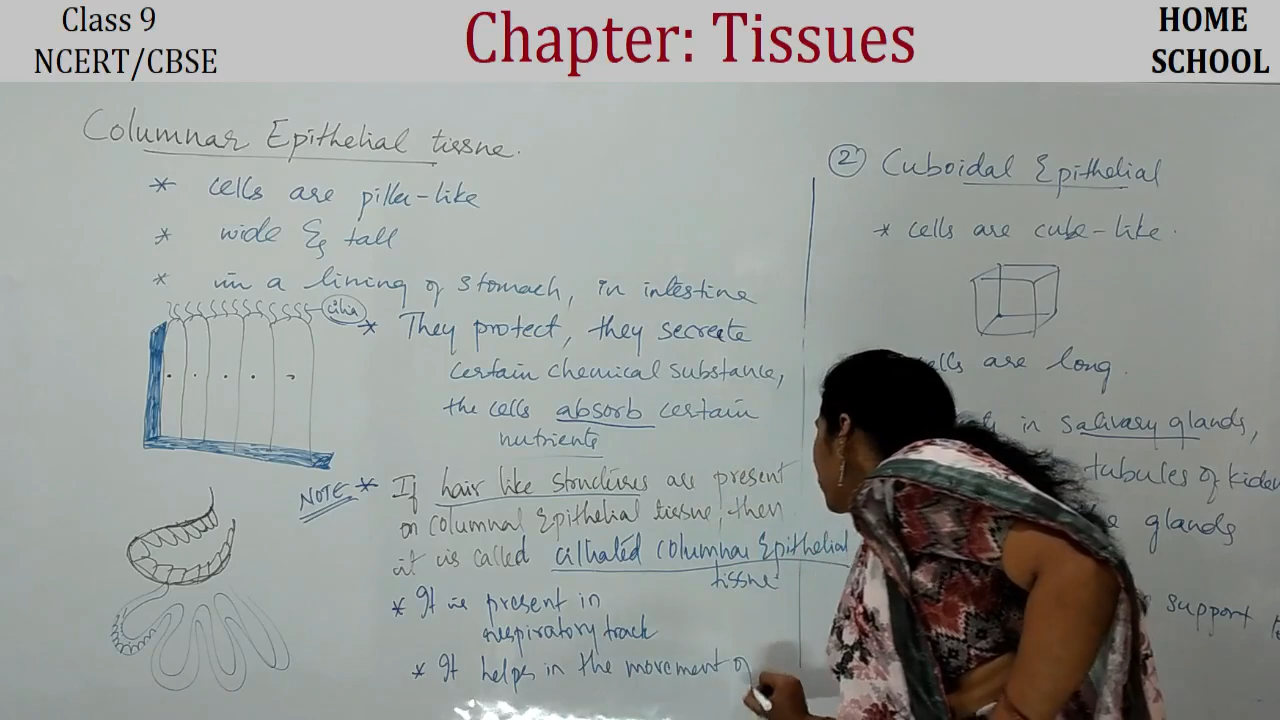 Class 9
NCERT/CBSE
Chapter: Tissues
HOME
SCHOOL
Columnar Epithelial tissue.
* cells are piller-like
* wide & tall
* in a lining of stomach, in intestine
cilia
* They protect, they secreate
certain chemical substance,
the cells absorb certain
nutrients
NOTE * If hair like structures are present
on columnal Epithelial tissue, then
it is called ciliated columnar Epithelial
tissue
* It is present in
respiratory track
* It helps in the movement of
② Cuboidal Epithelial
* cells are cube-like.
cells are long.
in salivary glands,
tubules of kidn
glands
support